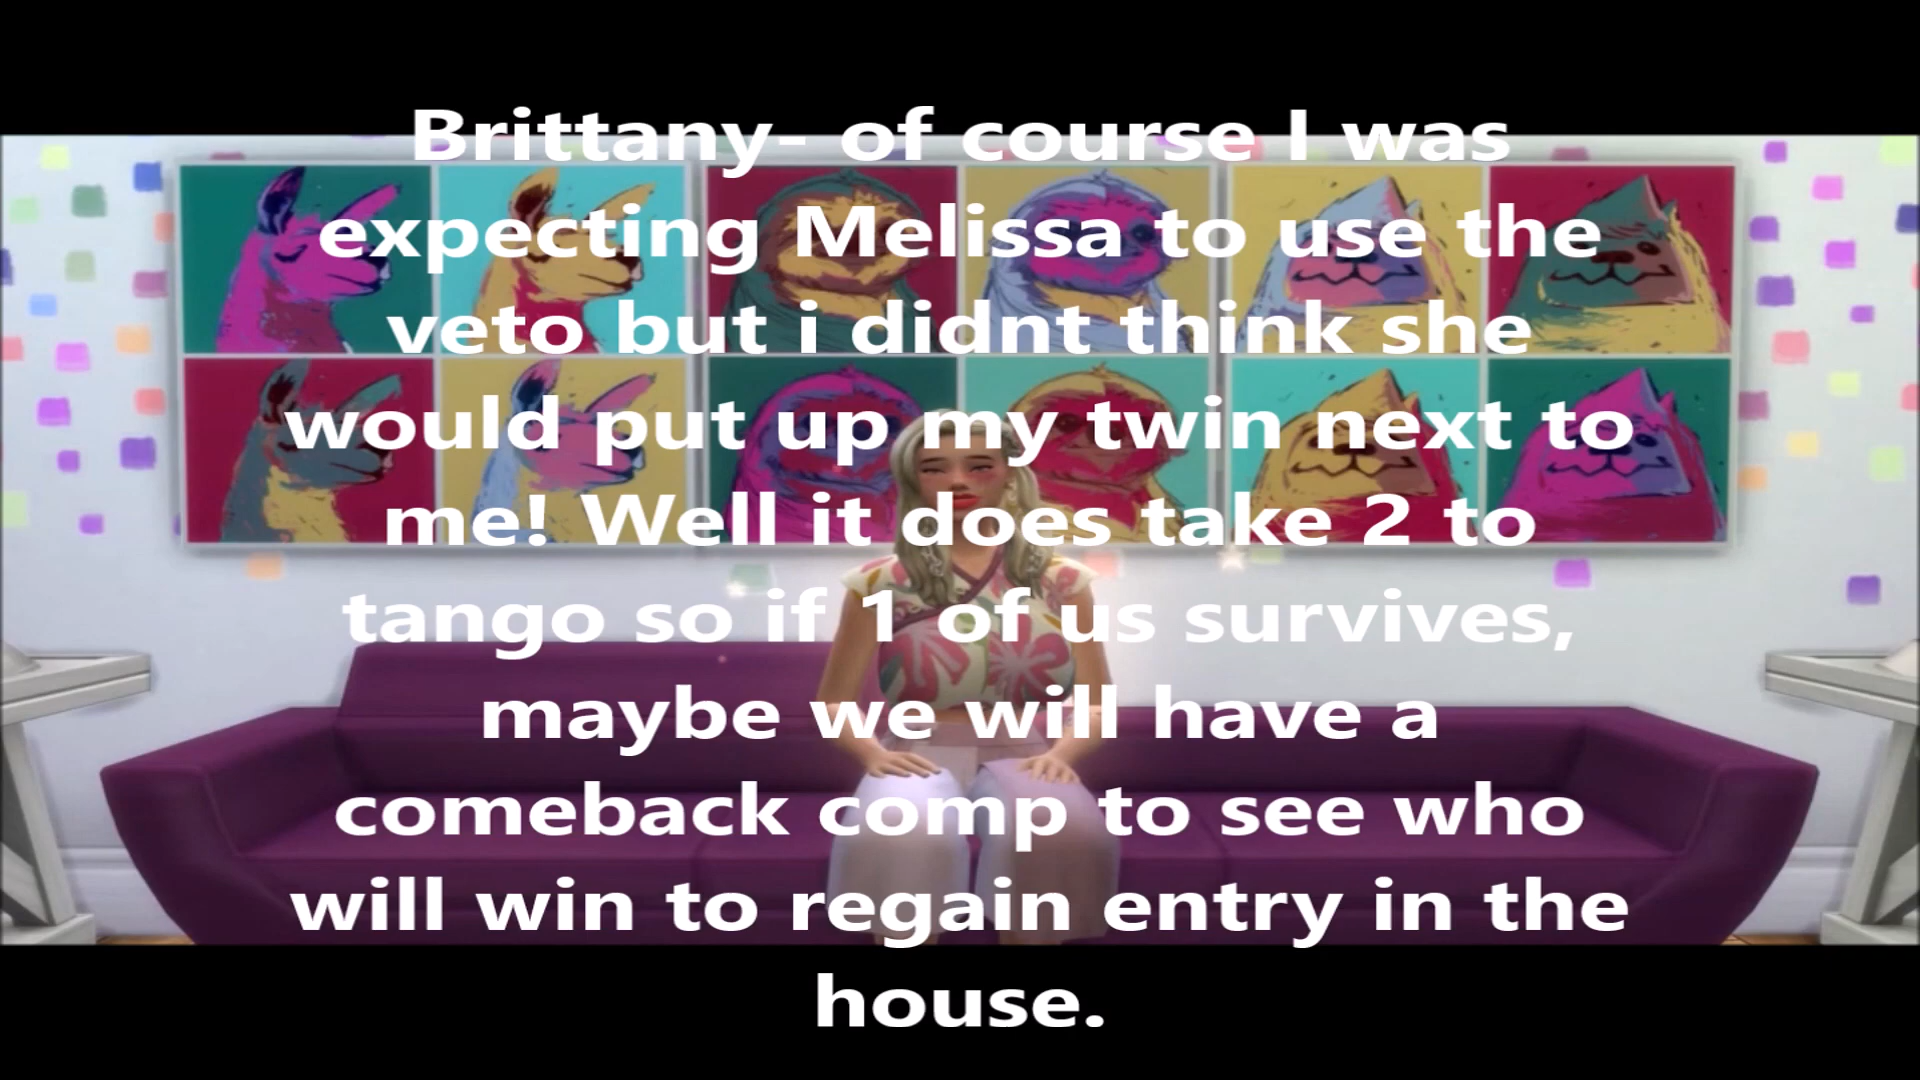 Brittany- of course I was
expecting Melissa to use the
veto but i didnt think she
would put up my twin next to
me! Well it does take 2 to
tango so if 1 of us survives,
maybe we will have a
comeback comp to see who
will win to regain entry in the
house.